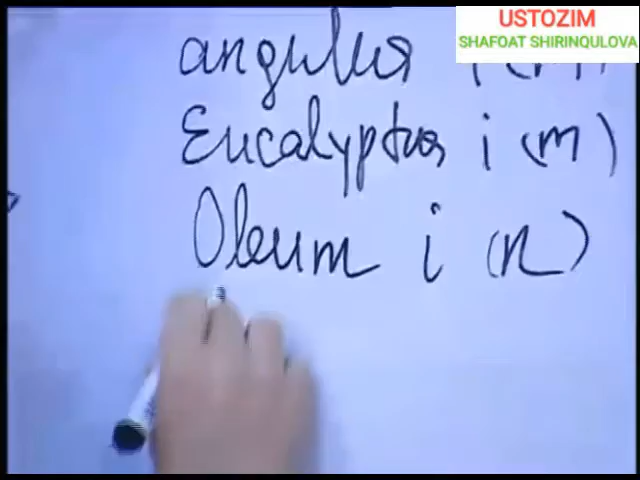 USTOZIM
SHAFOAT SHIRINQULOVA
angulus i (m)
Eucalyptus i (m)
Oleum i (n)